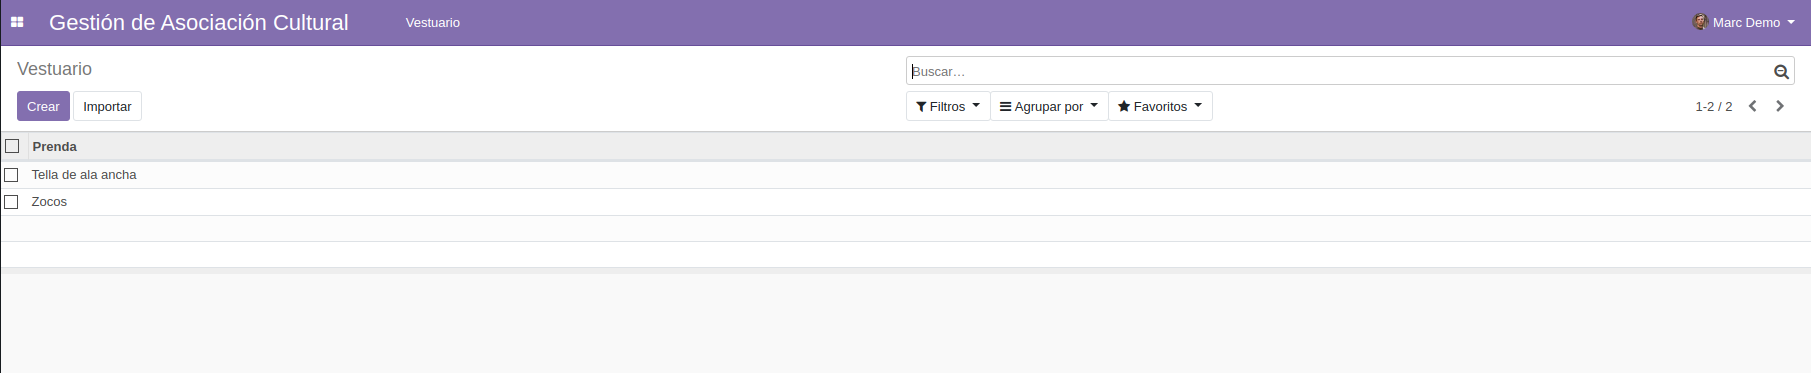 Gestión de Asociación Cultural Vestuario Marc Demo
Vestuario
Buscar...
Crear Importar Filtros Agrupar por Favoritos 1-2 / 2
Prenda
Tella de ala ancha
Zocos